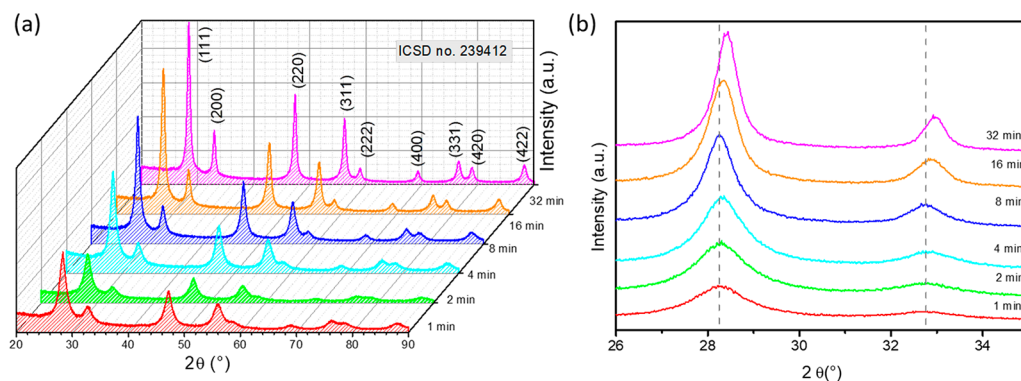 (a)
ICSD no. 239412
(111)
(200)
(220)
(311)
(222)
(400)
(331)
(420)
(422)
Intensity (a.u.)
32 min
16 min
8 min
4 min
2 min
1 min
20 30 40 50 60 70 80 90
2θ (°)
(b)
Intensity (a.u.)
32 min
16 min
8 min
4 min
2 min
1 min
26 28 30 32 34
2 θ(°)